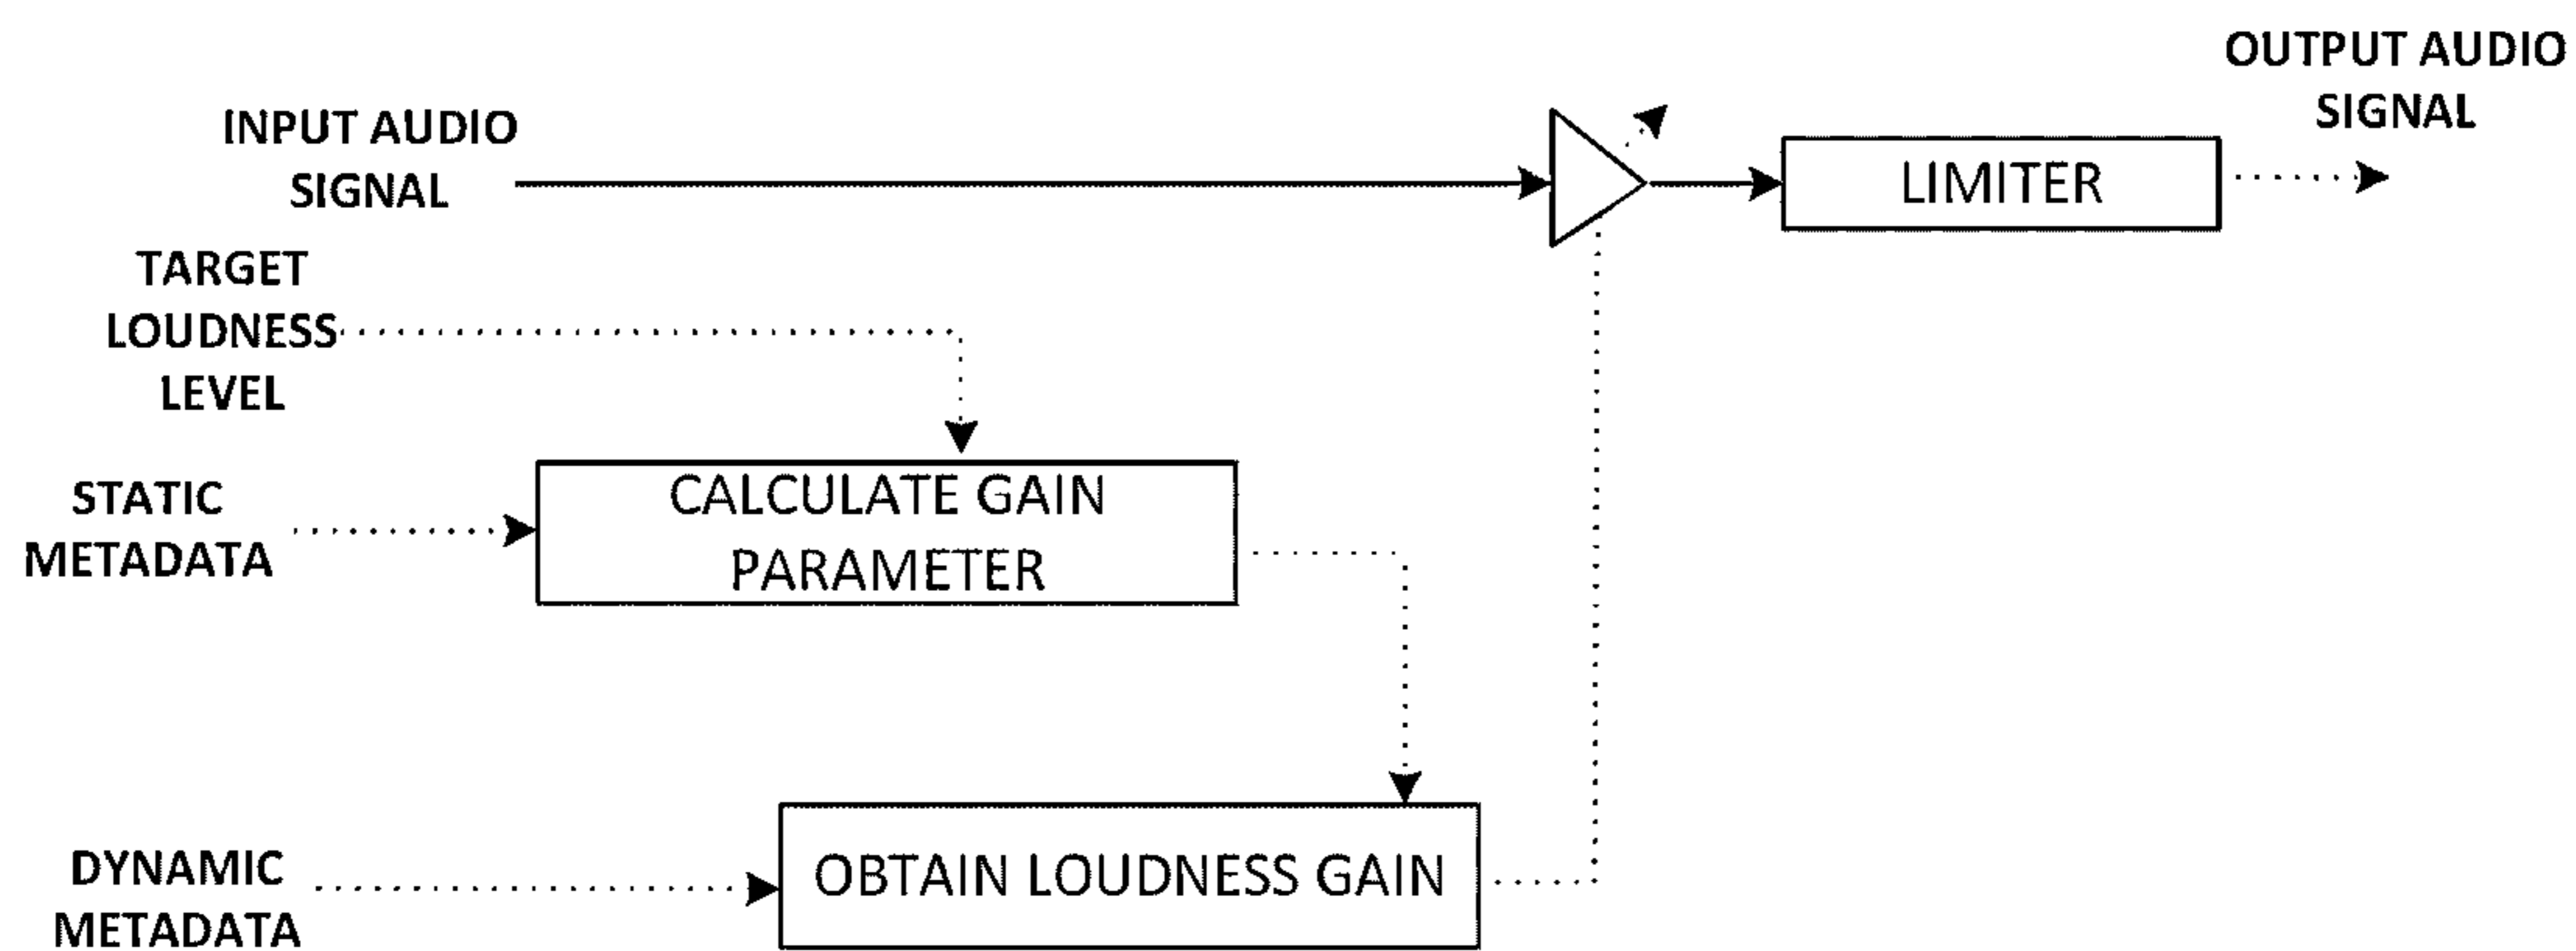 OUTPUT AUDIO
SIGNAL
INPUT AUDIO
SIGNAL
LIMITER
TARGET
LOUDNESS
LEVEL
STATIC
METADATA
CALCULATE GAIN
PARAMETER
DYNAMIC
METADATA
OBTAIN LOUDNESS GAIN